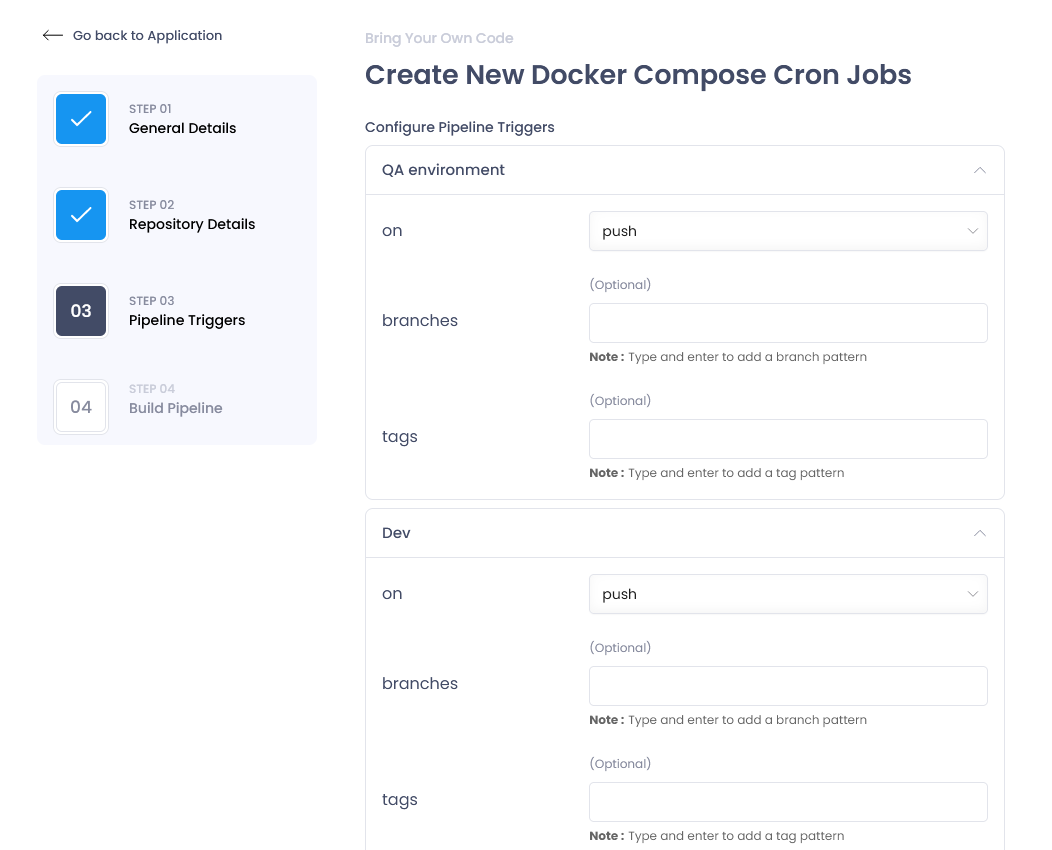 Go back to Application
STEP 01
General Details
STEP 02
Repository Details
03
STEP 03
Pipeline Triggers
04
STEP 04
Build Pipeline
Bring Your Own Code
Create New Docker Compose Cron Jobs
Configure Pipeline Triggers
QA environment
on
push
(Optional)
branches
Note : Type and enter to add a branch pattern
(Optional)
tags
Note : Type and enter to add a tag pattern
Dev
on
push
(Optional)
branches
Note : Type and enter to add a branch pattern
(Optional)
tags
Note : Type and enter to add a tag pattern